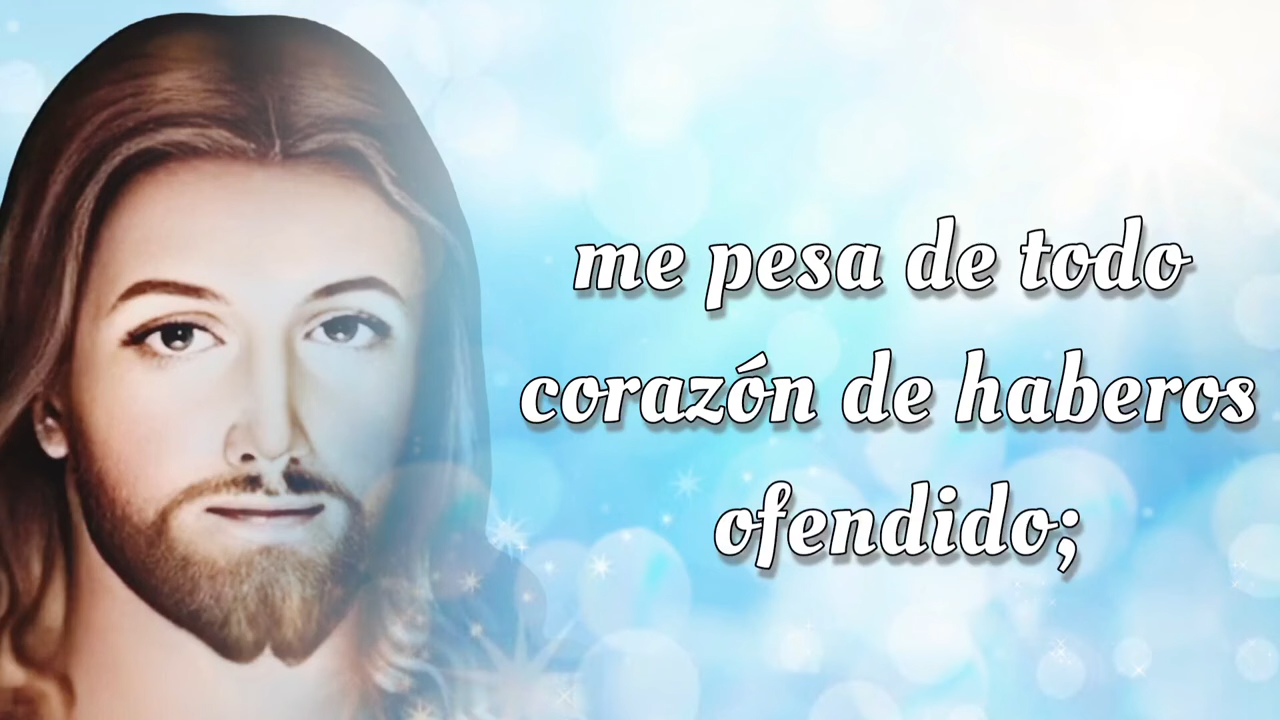 me pesa de todo
corazón de haberos
ofendido;